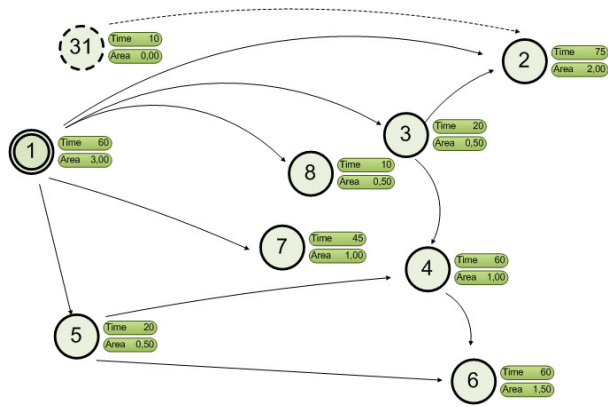 31
Time 10
Area 0,00
2
Time 75
Area 2,00
1
Time 60
Area 3,00
3
Time 20
Area 0,50
8
Time 10
Area 0,50
7
Time 45
Area 1,00
4
Time 60
Area 1,00
5
Time 20
Area 0,50
6
Time 60
Area 1,50